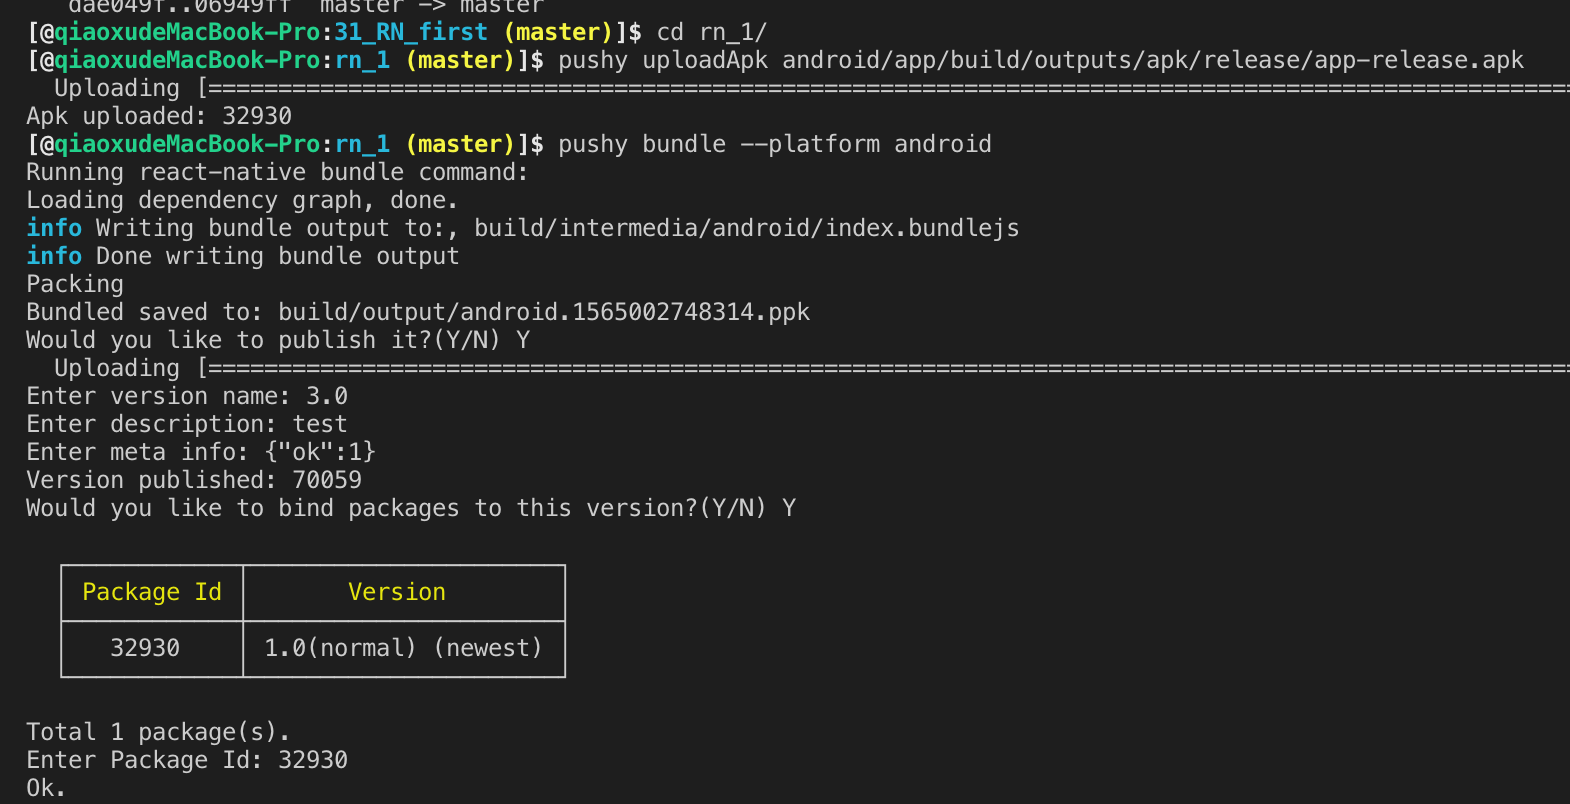 dae049f..06949ff  master -> master
[@qiaoxudeMacBook-Pro:31_RN_first (master)]$ cd rn_1/
[@qiaoxudeMacBook-Pro:rn_1 (master)]$ pushy uploadApk android/app/build/outputs/apk/release/app-release.apk
Uploading [==================================================================================================
Apk uploaded: 32930
[@qiaoxudeMacBook-Pro:rn_1 (master)]$ pushy bundle --platform android
Running react-native bundle command:
Loading dependency graph, done.
info Writing bundle output to:, build/intermedia/android/index.bundlejs
info Done writing bundle output
Packing
Bundled saved to: build/output/android.1565002748314.ppk
Would you like to publish it?(Y/N) Y
Uploading [==================================================================================================
Enter version name: 3.0
Enter description: test
Enter meta info: {"ok":1}
Version published: 70059
Would you like to bind packages to this version?(Y/N) Y
Package Id Version
32930 1.0(normal) (newest)
Total 1 package(s).
Enter Package Id: 32930
Ok.